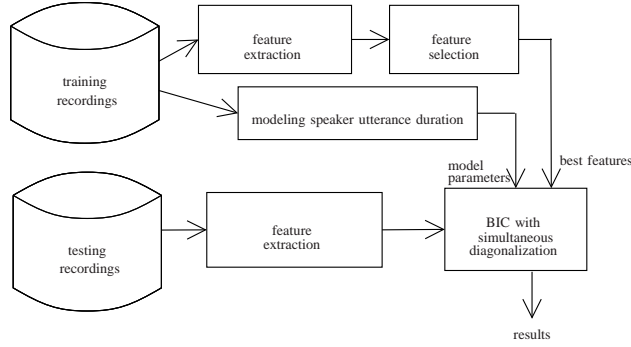 feature
extraction
feature
selection
training
recordings
modeling speaker utterance duration
model
parameters
best features
testing
recordings
feature
extraction
BIC with
simultaneous
diagonalization
results